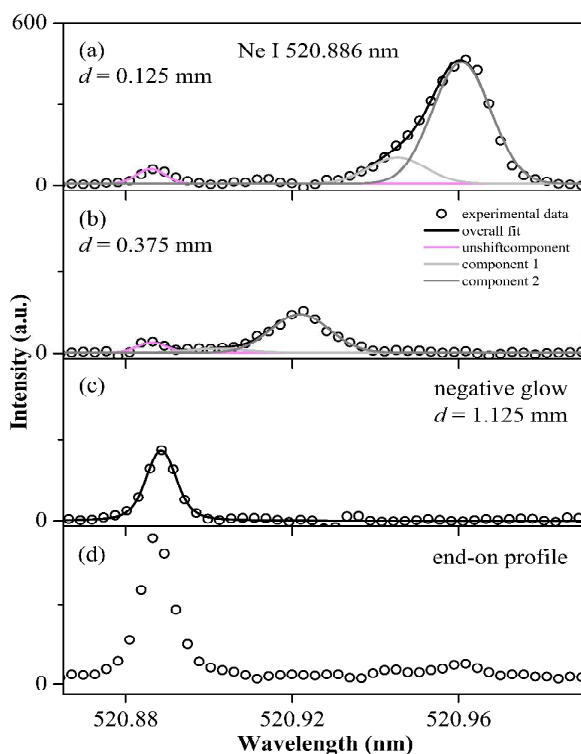 600
(a)
Ne I 520.886 nm
d = 0.125 mm
0
(b)
d = 0.375 mm
experimental data
overall fit
unshiftcomponent
component 1
component 2
0
Intensity (a.u.)
(c)
negative glow
d = 1.125 mm
0
(d)
end-on profile
0
520.88
520.92
520.96
Wavelength (nm)